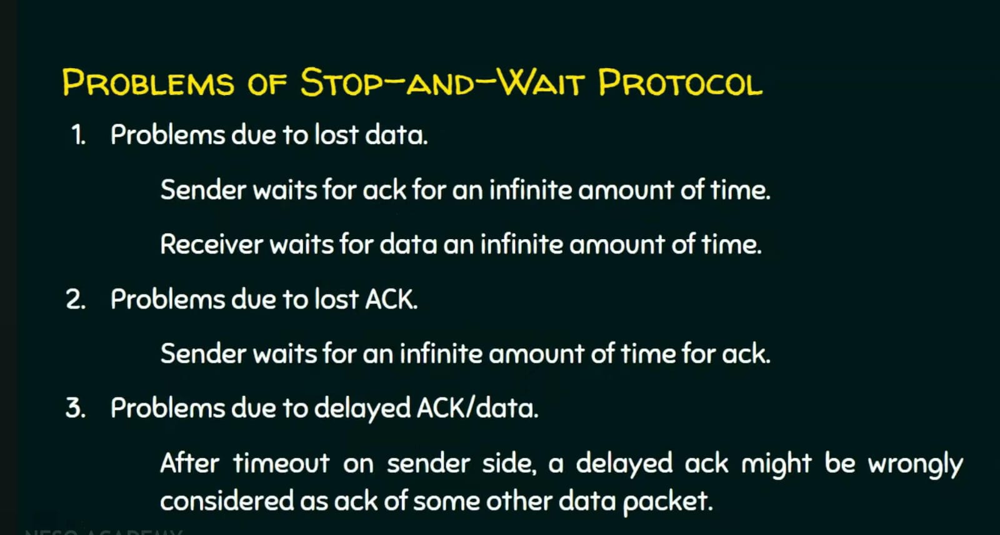 Problems of Stop-and-Wait Protocol
1. Problems due to lost data.
Sender waits for ack for an infinite amount of time.
Receiver waits for data an infinite amount of time.
2. Problems due to lost ACK.
Sender waits for an infinite amount of time for ack.
3. Problems due to delayed ACK/data.
After timeout on sender side, a delayed ack might be wrongly
considered as ack of some other data packet.
NESO ACADEMY